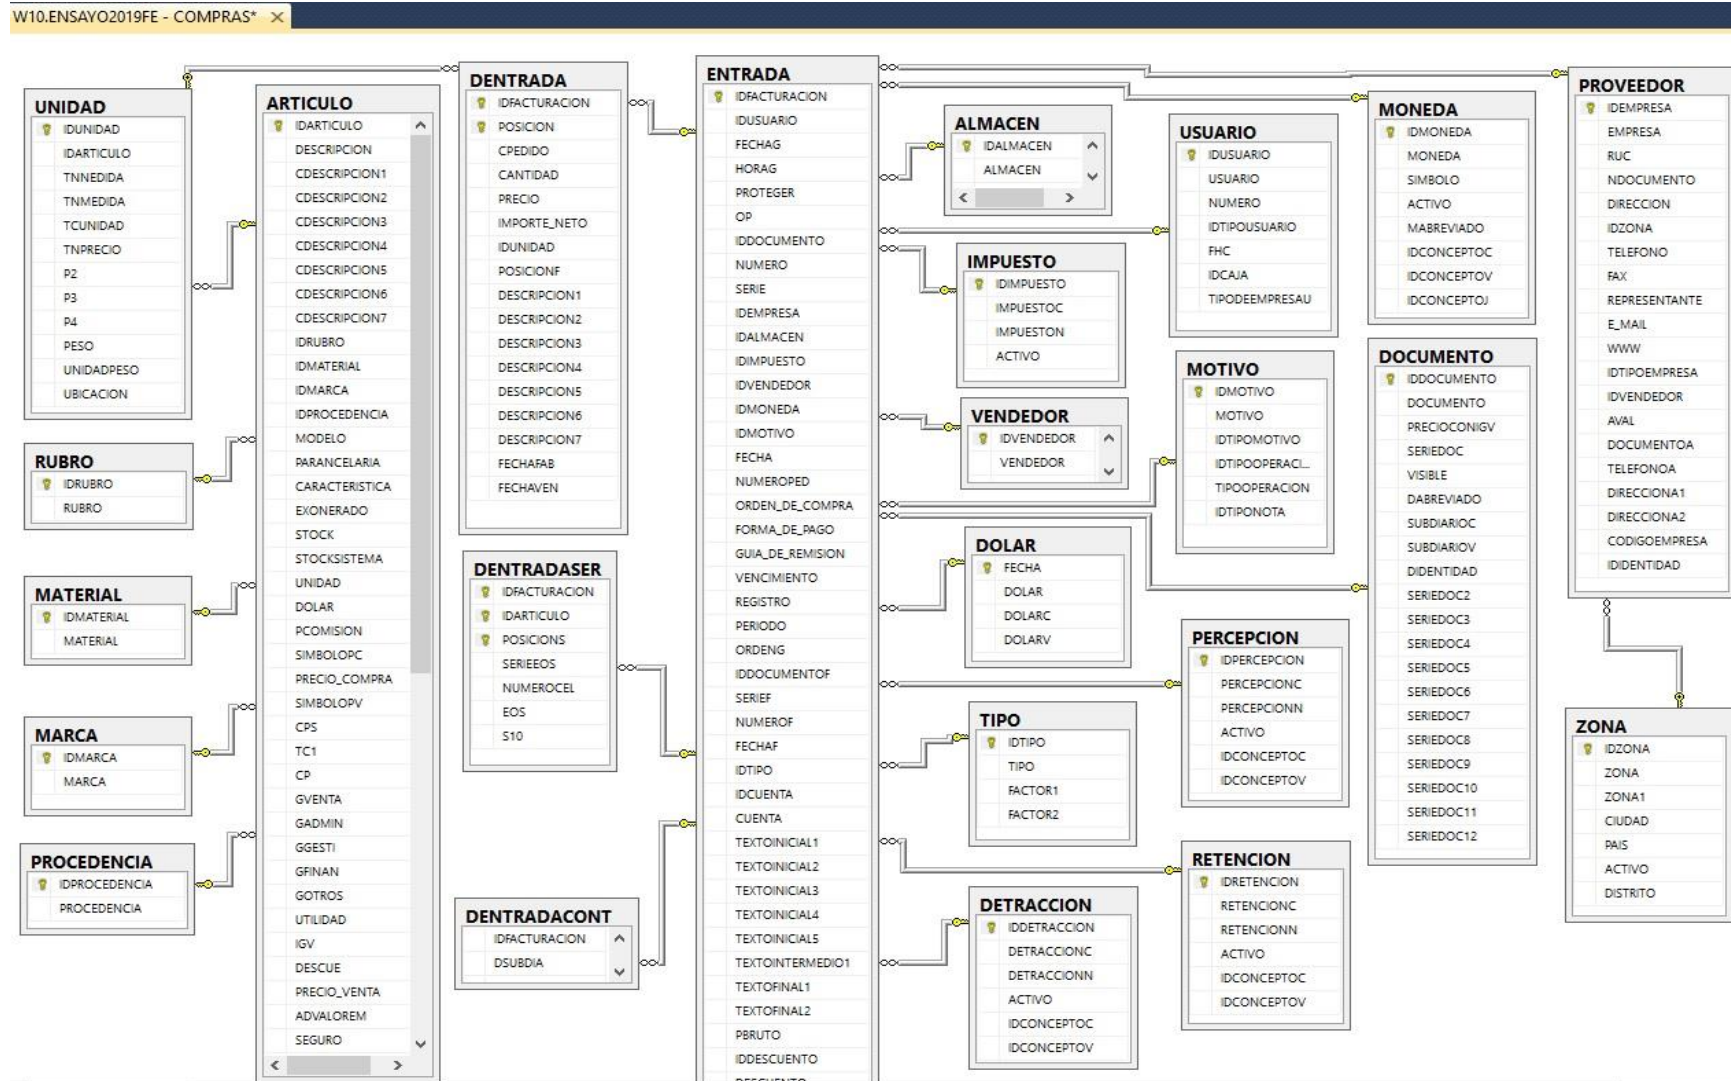 W10.ENSAYO2019FE - COMPRAS*
UNIDAD
IDUNIDAD
IDARTICULO
TNNEDIDA
TNMEDIDA
TCUNIDAD
TNPRECIO
P2
P3
P4
PESO
UNIDADPESO
UBICACION
RUBRO
IDRUBRO
RUBRO
MATERIAL
IDMATERIAL
MATERIAL
MARCA
IDMARCA
MARCA
PROCEDENCIA
IDPROCEDENCIA
PROCEDENCIA
ARTICULO
IDARTICULO
DESCRIPCION
CDESCRIPCION1
CDESCRIPCION2
CDESCRIPCION3
CDESCRIPCION4
CDESCRIPCION5
CDESCRIPCION6
CDESCRIPCION7
IDRUBRO
IDMATERIAL
IDMARCA
IDPROCEDENCIA
MODELO
PARANCELARIA
CARACTERISTICA
EXONERADO
STOCK
STOCKSISTEMA
UNIDAD
DOLAR
PCOMISION
SIMBOLOPC
PRECIO_COMPRA
SIMBOLOPV
CPS
TC1
CP
GVENTA
GADMIN
GGESTI
GFINAN
GOTROS
UTILIDAD
IGV
DESCUE
PRECIO_VENTA
ADVALOREM
SEGURO
DENTRADA
IDFACTURACION
POSICION
CPEDIDO
CANTIDAD
PRECIO
IMPORTE_NETO
IDUNIDAD
POSICIONF
DESCRIPCION1
DESCRIPCION2
DESCRIPCION3
DESCRIPCION4
DESCRIPCION5
DESCRIPCION6
DESCRIPCION7
FECHAFAB
FECHAVEN
DENTRADASER
IDFACTURACION
IDARTICULO
POSICIONS
SERIEEOS
NUMEROCEL
EOS
S10
DENTRADACONT
IDFACTURACION
DSUBDIA
ENTRADA
IDFACTURACION
IDUSUARIO
FECHAG
HORAG
PROTEGER
OP
IDDOCUMENTO
NUMERO
SERIE
IDEMPRESA
IDALMACEN
IDIMPUESTO
IDVENDEDOR
IDMONEDA
IDMOTIVO
FECHA
NUMEROPED
ORDEN_DE_COMPRA
FORMA_DE_PAGO
GUIA_DE_REMISION
VENCIMIENTO
REGISTRO
PERIODO
ORDENG
IDDOCUMENTOF
SERIEF
NUMEROF
FECHAF
IDTIPO
IDCUENTA
CUENTA
TEXTOINICIAL1
TEXTOINICIAL2
TEXTOINICIAL3
TEXTOINICIAL4
TEXTOINICIAL5
TEXTOINTERMEDIO1
TEXTOFINAL1
TEXTOFINAL2
PBRUTO
IDDESCUENTO
ALMACEN
IDALMACEN
ALMACEN
IMPUESTO
IDIMPUESTO
IMPUESTOC
IMPUESTON
ACTIVO
VENDEDOR
IDVENDEDOR
VENDEDOR
DOLAR
FECHA
DOLAR
DOLARC
DOLARV
TIPO
IDTIPO
TIPO
FACTOR1
FACTOR2
DETRACCION
IDDETRACCION
DETRACCIONC
DETRACCIONN
ACTIVO
IDCONCEPTOC
IDCONCEPTOV
USUARIO
IDUSUARIO
USUARIO
NUMERO
IDTIPOUSUARIO
FHC
IDCAJA
TIPODEEMPRESAU
MOTIVO
IDMOTIVO
MOTIVO
IDTIPOMOTIVO
IDTIPOOPERACI...
TIPOOPERACION
IDTIPONOTA
PERCEPCION
IDPERCEPCION
PERCEPCIONC
PERCEPCIONN
ACTIVO
IDCONCEPTOC
IDCONCEPTOV
RETENCION
IDRETENCION
RETENCIONC
RETENCIONN
ACTIVO
IDCONCEPTOC
IDCONCEPTOV
MONEDA
IDMONEDA
MONEDA
SIMBOLO
ACTIVO
MABREVIADO
IDCONCEPTOC
IDCONCEPTOV
IDCONCEPTOJ
DOCUMENTO
IDDOCUMENTO
DOCUMENTO
PRECIOCONIGV
SERIEDOC
VISIBLE
DABREVIADO
SUBDIARIOC
SUBDIARIOV
DIDENTIDAD
SERIEDOC2
SERIEDOC3
SERIEDOC4
SERIEDOC5
SERIEDOC6
SERIEDOC7
SERIEDOC8
SERIEDOC9
SERIEDOC10
SERIEDOC11
SERIEDOC12
PROVEEDOR
IDEMPRESA
EMPRESA
RUC
NDOCUMENTO
DIRECCION
IDZONA
TELEFONO
FAX
REPRESENTANTE
E_MAIL
WWW
IDTIPOEMPRESA
IDVENDEDOR
AVAL
DOCUMENTOA
TELEFONOA
DIRECCIONA1
DIRECCIONA2
CODIGOEMPRESA
IDIDENTIDAD
ZONA
IDZONA
ZONA
ZONA1
CIUDAD
PAIS
ACTIVO
DISTRITO